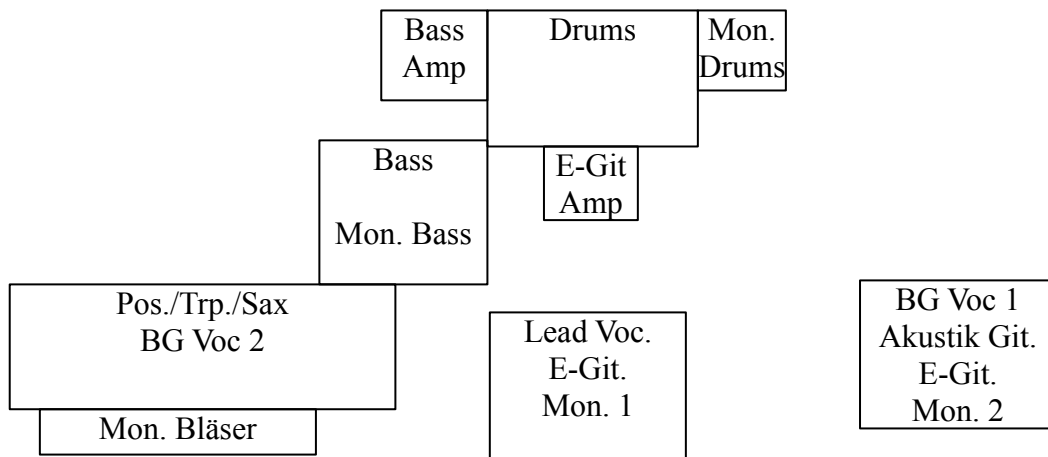 Bass
Amp
Drums
Mon.
Drums
E-Git
Amp
Bass
Mon. Bass
Pos./Trp./Sax
BG Voc 2
Mon. Bläser
Lead Voc.
E-Git.
Mon. 1
BG Voc 1
Akustik Git.
E-Git.
Mon. 2